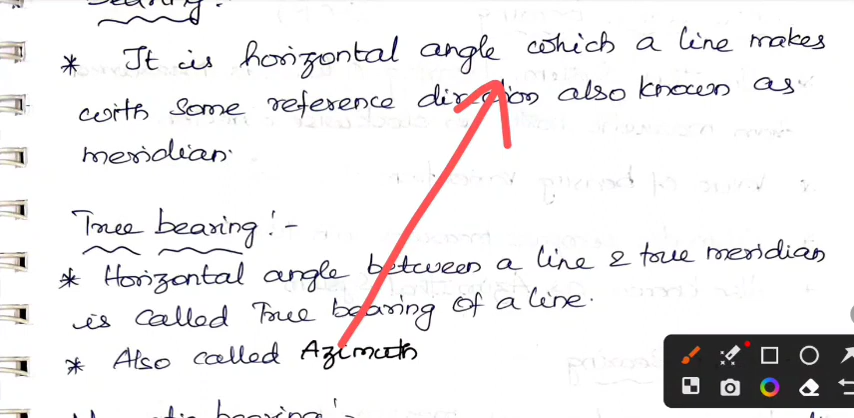 * It is horizontal angle which a line makes
with some reference direction also known as
meridian.
True bearing :-
* Horizontal angle between a line & true meridian
is called True bearing of a line.
* Also called Azimuth